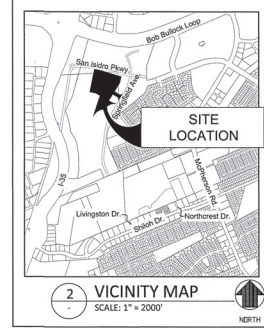 Bob Bullock Loop
San Isidro Pkwy.
Springfield Ave.
SITE
LOCATION
I-35
McPherson Rd.
Livingston Dr.
Shiloh Dr.
Northcrest Dr.
2
-
VICINITY MAP
SCALE: 1" = 2000'
NORTH